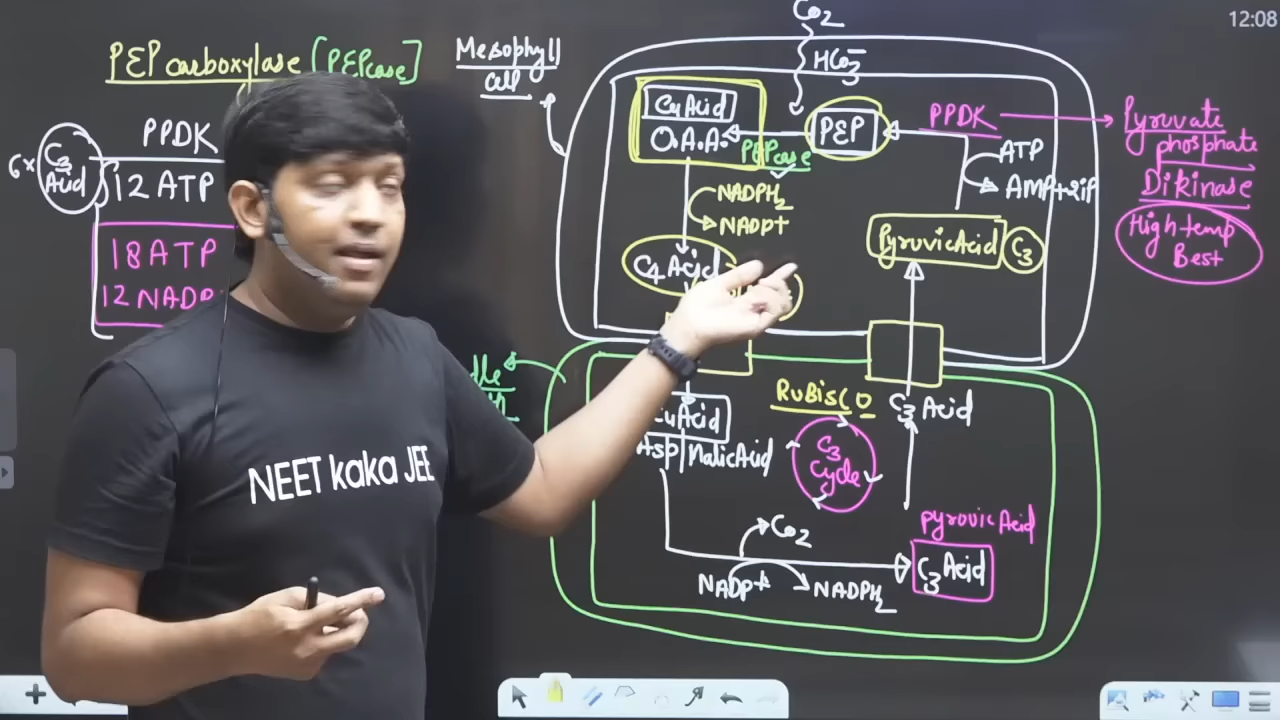 12:08
PEP carboxylase [PEPcase]
6x C3 Acid
PPDK
12 ATP
18 ATP
12 NADP
Mesophyll
cell
CO2
HCO3-
C4 Acid
O.A.A.
PEPcase
PEP
PPDK
Pyruvate
phosphate
Dikinase
High temp
Best
ATP
AMP+2iP
NADPH2
NADP+
C4 Acid
Pyruvic Acid C3
RuBisCO
C3 Cycle
C3 Acid
C4 Acid
Asp/Malic Acid
CO2
NADP+
NADPH2
pyrovic Acid
C3 Acid
NEET kaka JEE